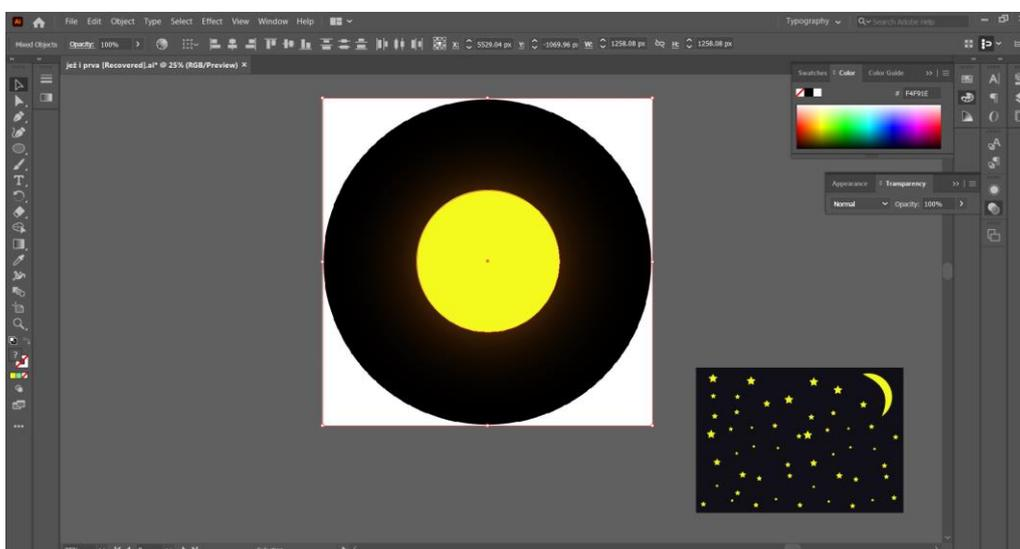 Ai File Edit Object Type Select Effect View Window Help Typography Search Adobe Help
Mixed Objects Opacity: 100% X: 5529.04 px Y: -1069.96 px W: 1258.08 px H: 1258.08 px
jež i prva [Recovered].ai* @ 25% (RGB/Preview) ×
Swatches Color Color Guide
# F4F91E
Appearance Transparency
Normal Opacity: 100%